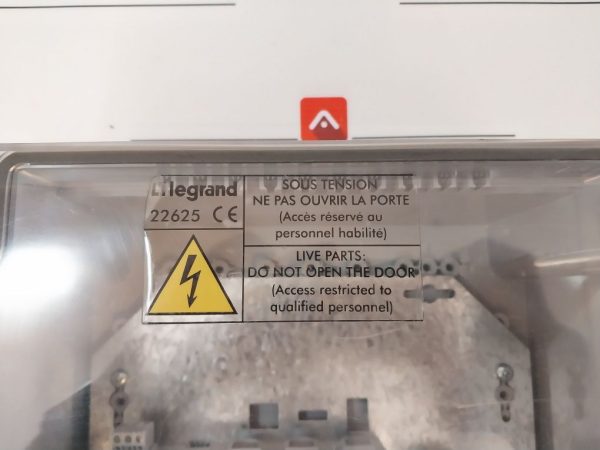 legrand
22625 CE
SOUS TENSION
NE PAS OUVRIR LA PORTE
(Accès réservé au
personnel habilité)
LIVE PARTS:
DO NOT OPEN THE DOOR
(Access restricted to
qualified personnel)